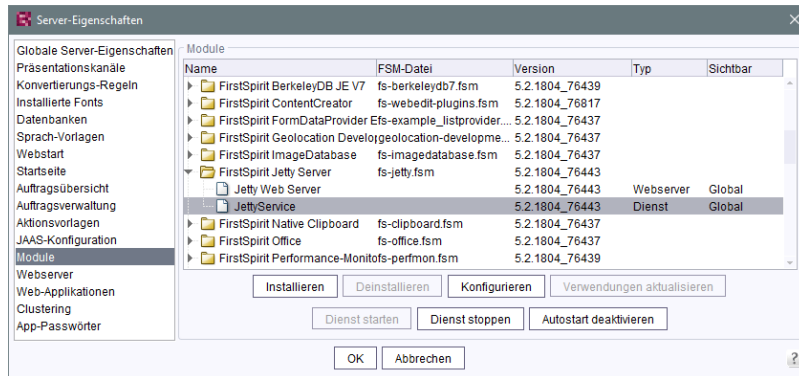 Server-Eigenschaften
Globale Server-Eigenschaften
Präsentationskanäle
Konvertierungs-Regeln
Installierte Fonts
Datenbanken
Sprach-Vorlagen
Webstart
Startseite
Auftragsübersicht
Auftragsverwaltung
Aktionsvorlagen
JAAS-Konfiguration
Module
Webserver
Web-Applikationen
Clustering
App-Passwörter
Module
Name FSM-Datei Version Typ Sichtbar
FirstSpirit BerkeleyDB JE V7 fs-berkeleydb7.fsm 5.2.1804_76439
FirstSpirit ContentCreator fs-webedit-plugins.fsm 5.2.1804_76817
FirstSpirit FormDataProvider E fs-example_listprovider.... 5.2.1804_76437
FirstSpirit Geolocation Develop geolocation-developme... 5.2.1804_76437
FirstSpirit ImageDatabase fs-imagedatabase.fsm 5.2.1804_76437
FirstSpirit Jetty Server fs-jetty.fsm 5.2.1804_76443
Jetty Web Server 5.2.1804_76443 Webserver Global
JettyService 5.2.1804_76443 Dienst Global
FirstSpirit Native Clipboard fs-clipboard.fsm 5.2.1804_76437
FirstSpirit Office fs-office.fsm 5.2.1804_76437
FirstSpirit Performance-Monito fs-perfmon.fsm 5.2.1804_76439
Installieren Deinstallieren Konfigurieren Verwendungen aktualisieren
Dienst starten Dienst stoppen Autostart deaktivieren
OK Abbrechen ?